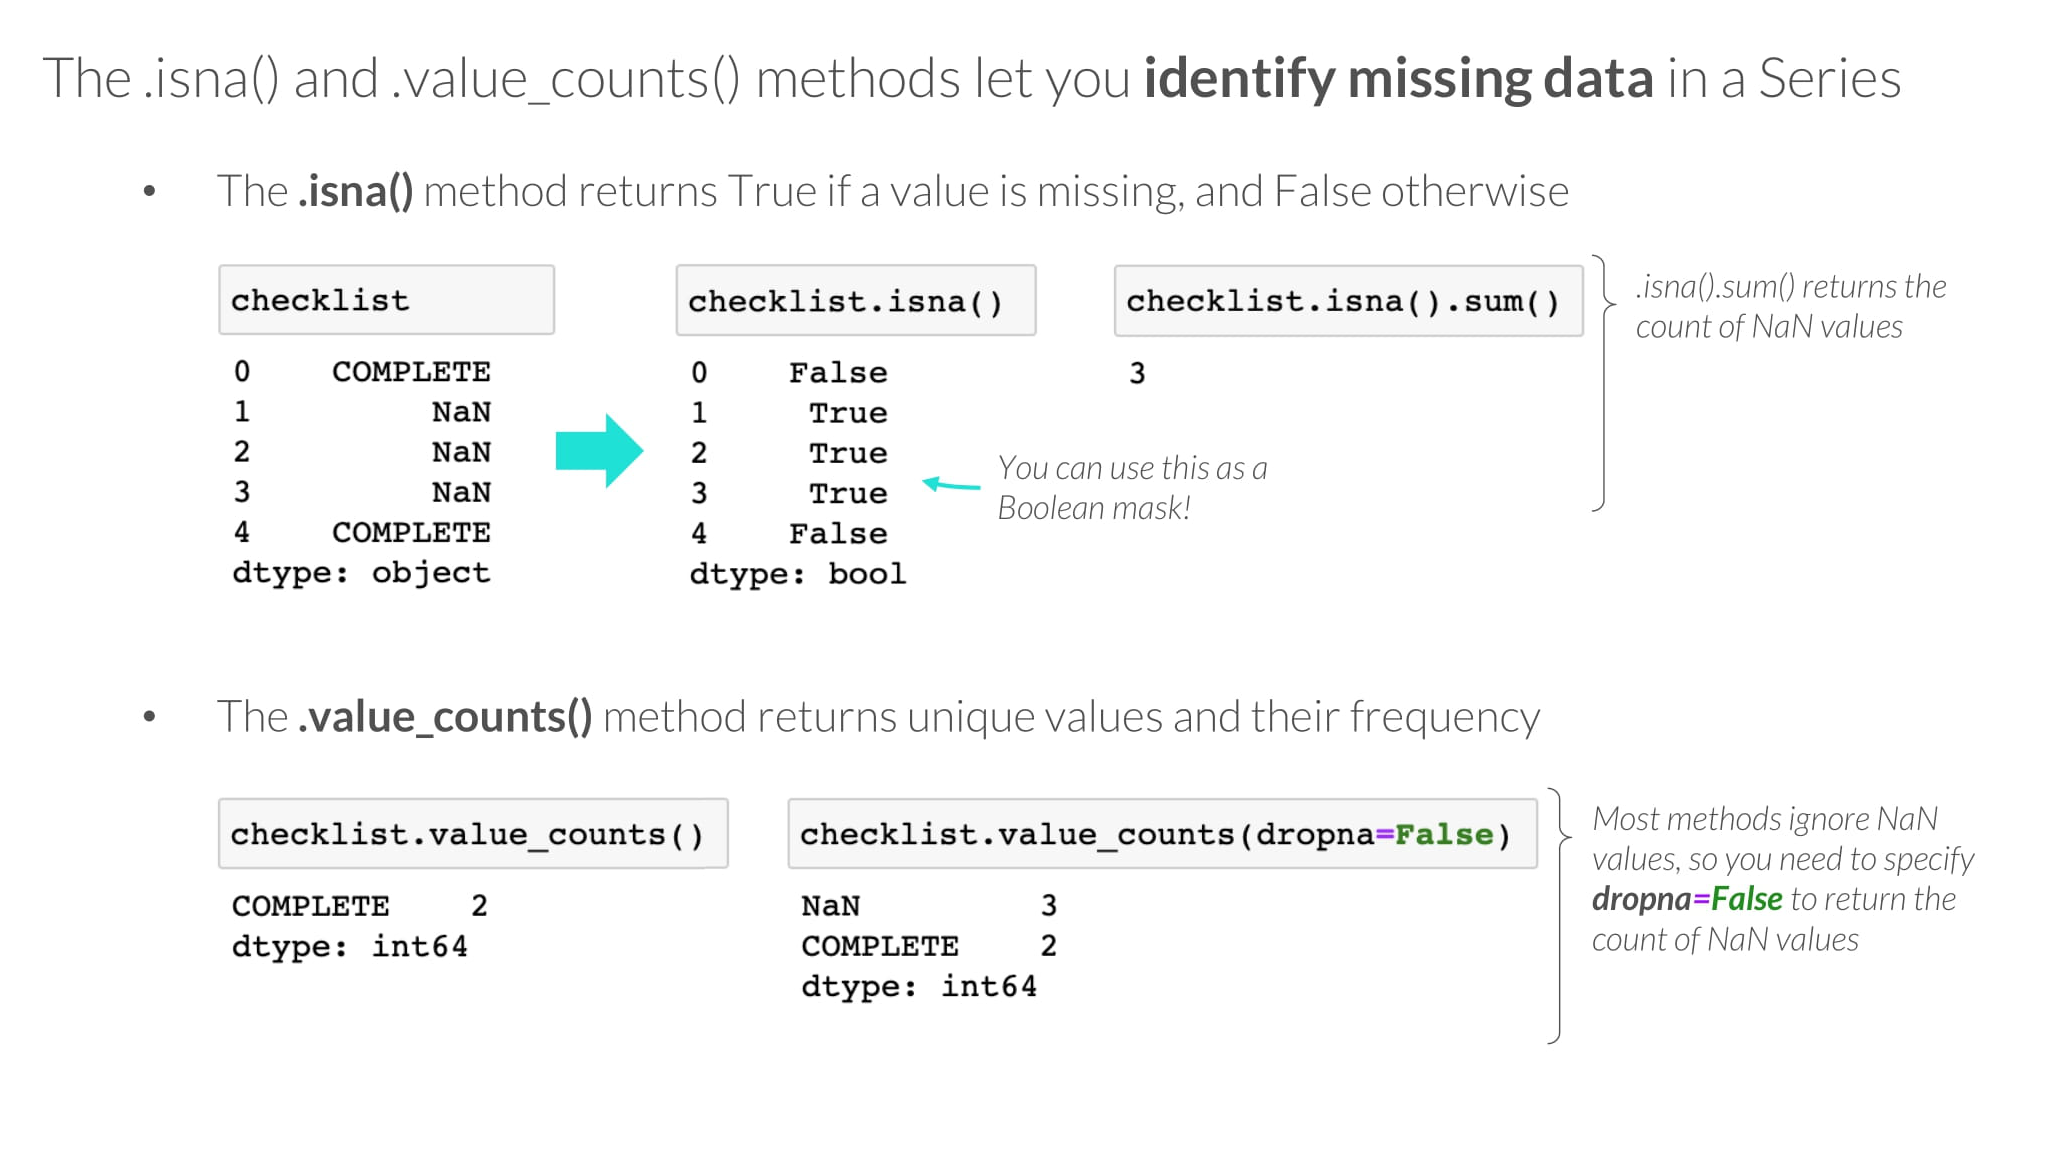 The .isna() and .value_counts() methods let you identify missing data in a Series
• The .isna() method returns True if a value is missing, and False otherwise
checklist
0 COMPLETE
1 NaN
2 NaN
3 NaN
4 COMPLETE
dtype: object
checklist.isna()
0 False
1 True
2 True
3 True
4 False
dtype: bool
You can use this as a
Boolean mask!
checklist.isna().sum()
3
.isna().sum() returns the
count of NaN values
• The .value_counts() method returns unique values and their frequency
checklist.value_counts()
COMPLETE 2
dtype: int64
checklist.value_counts(dropna=False)
NaN 3
COMPLETE 2
dtype: int64
Most methods ignore NaN
values, so you need to specify
dropna=False to return the
count of NaN values